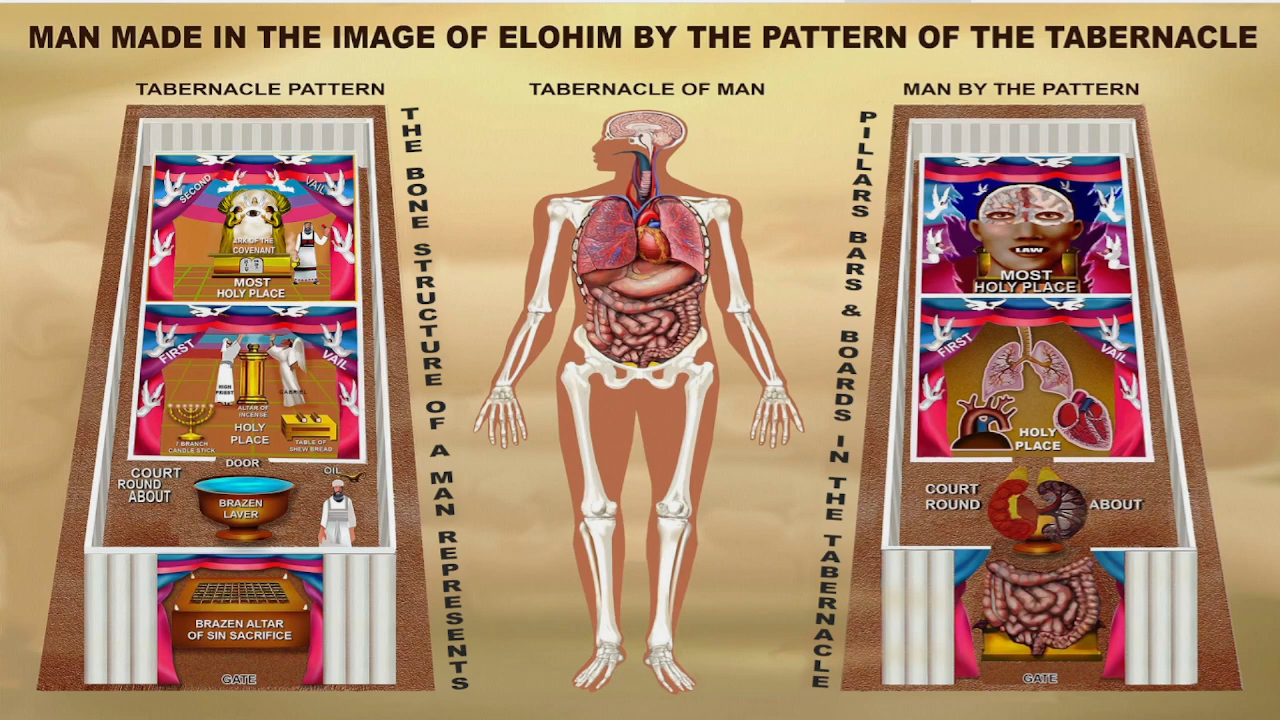 MAN MADE IN THE IMAGE OF ELOHIM BY THE PATTERN OF THE TABERNACLE
TABERNACLE PATTERN
SECOND
VAIL
ARK OF THE
COVENANT
MOST
HOLY PLACE
FIRST
VAIL
HIGH
PRIEST
GABRIEL
ALTAR OF
INCENSE
HOLY
PLACE
7 BRANCH
CANDLE STICK
TABLE OF
SHEW BREAD
DOOR
COURT
ROUND
ABOUT
OIL
BRAZEN
LAVER
BRAZEN ALTAR
OF SIN SACRIFICE
GATE
THE BONE STRUCTURE OF A MAN REPRESENTS
TABERNACLE OF MAN
PILLARS BARS & BOARDS IN THE TABERNACLE
MAN BY THE PATTERN
LAW
MOST
HOLY PLACE
FIRST
VAIL
HOLY
PLACE
COURT
ROUND
ABOUT
GATE